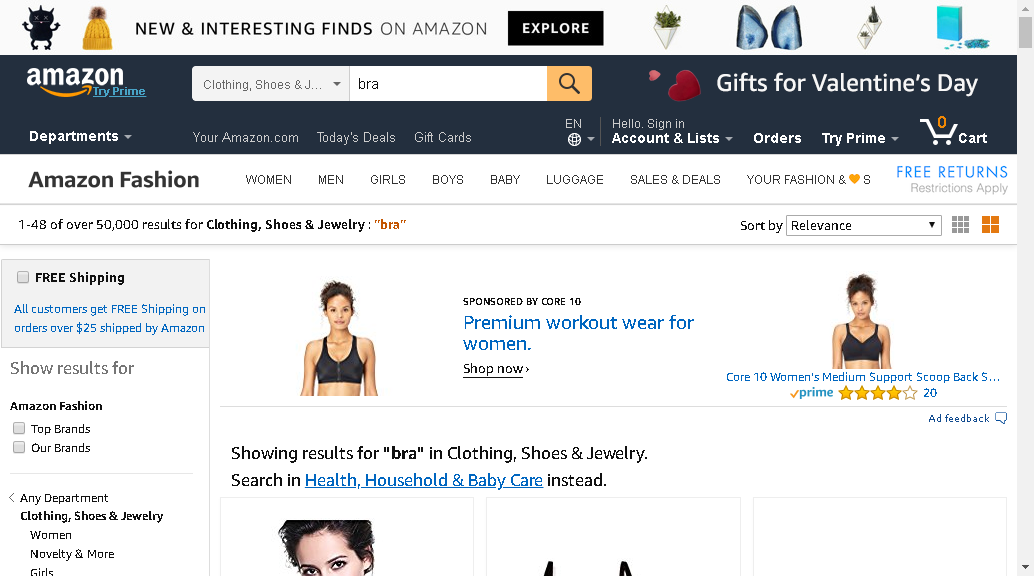 NEW & INTERESTING FINDS ON AMAZON
EXPLORE
amazon
Try Prime
Clothing, Shoes & J...
bra
Gifts for Valentine's Day
Departments
Your Amazon.com
Today's Deals
Gift Cards
EN
Hello. Sign in
Account & Lists
Orders
Try Prime
0
Cart
Amazon Fashion
WOMEN
MEN
GIRLS
BOYS
BABY
LUGGAGE
SALES & DEALS
YOUR FASHION & S
FREE RETURNS
Restrictions Apply
1-48 of over 50,000 results for Clothing, Shoes & Jewelry : "bra"
Sort by
Relevance
FREE Shipping
All customers get FREE Shipping on
orders over $25 shipped by Amazon
Show results for
Amazon Fashion
Top Brands
Our Brands
Any Department
Clothing, Shoes & Jewelry
Women
Novelty & More
Girls
SPONSORED BY CORE 10
Premium workout wear for
women.
Shop now ›
Core 10 Women's Medium Support Scoop Back S...
prime
20
Ad feedback
Showing results for "bra" in Clothing, Shoes & Jewelry.
Search in Health, Household & Baby Care instead.